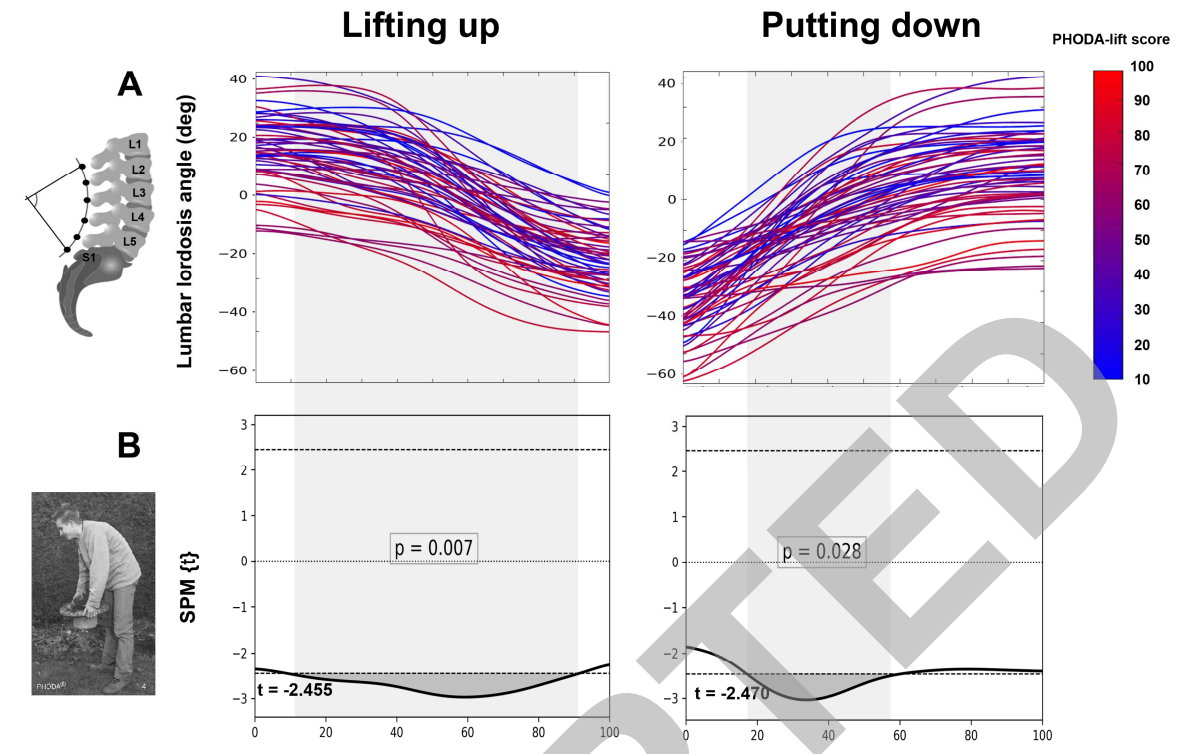 Lifting up
Putting down
PHODA-lift score
A
Lumbar lordosis angle (deg)
L1
L2
L3
L4
L5
S1
40
20
0
−20
−40
−60
40
20
0
−20
−40
−60
100
90
80
70
60
50
40
30
20
10
B
SPM {t}
PHODA(R)
4
3
2
1
0
−1
−2
−3
p = 0.007
t = -2.455
0
20
40
60
80
100
3
2
1
0
−1
−2
−3
p = 0.028
t = -2.470
0
20
40
60
80
100
PTED